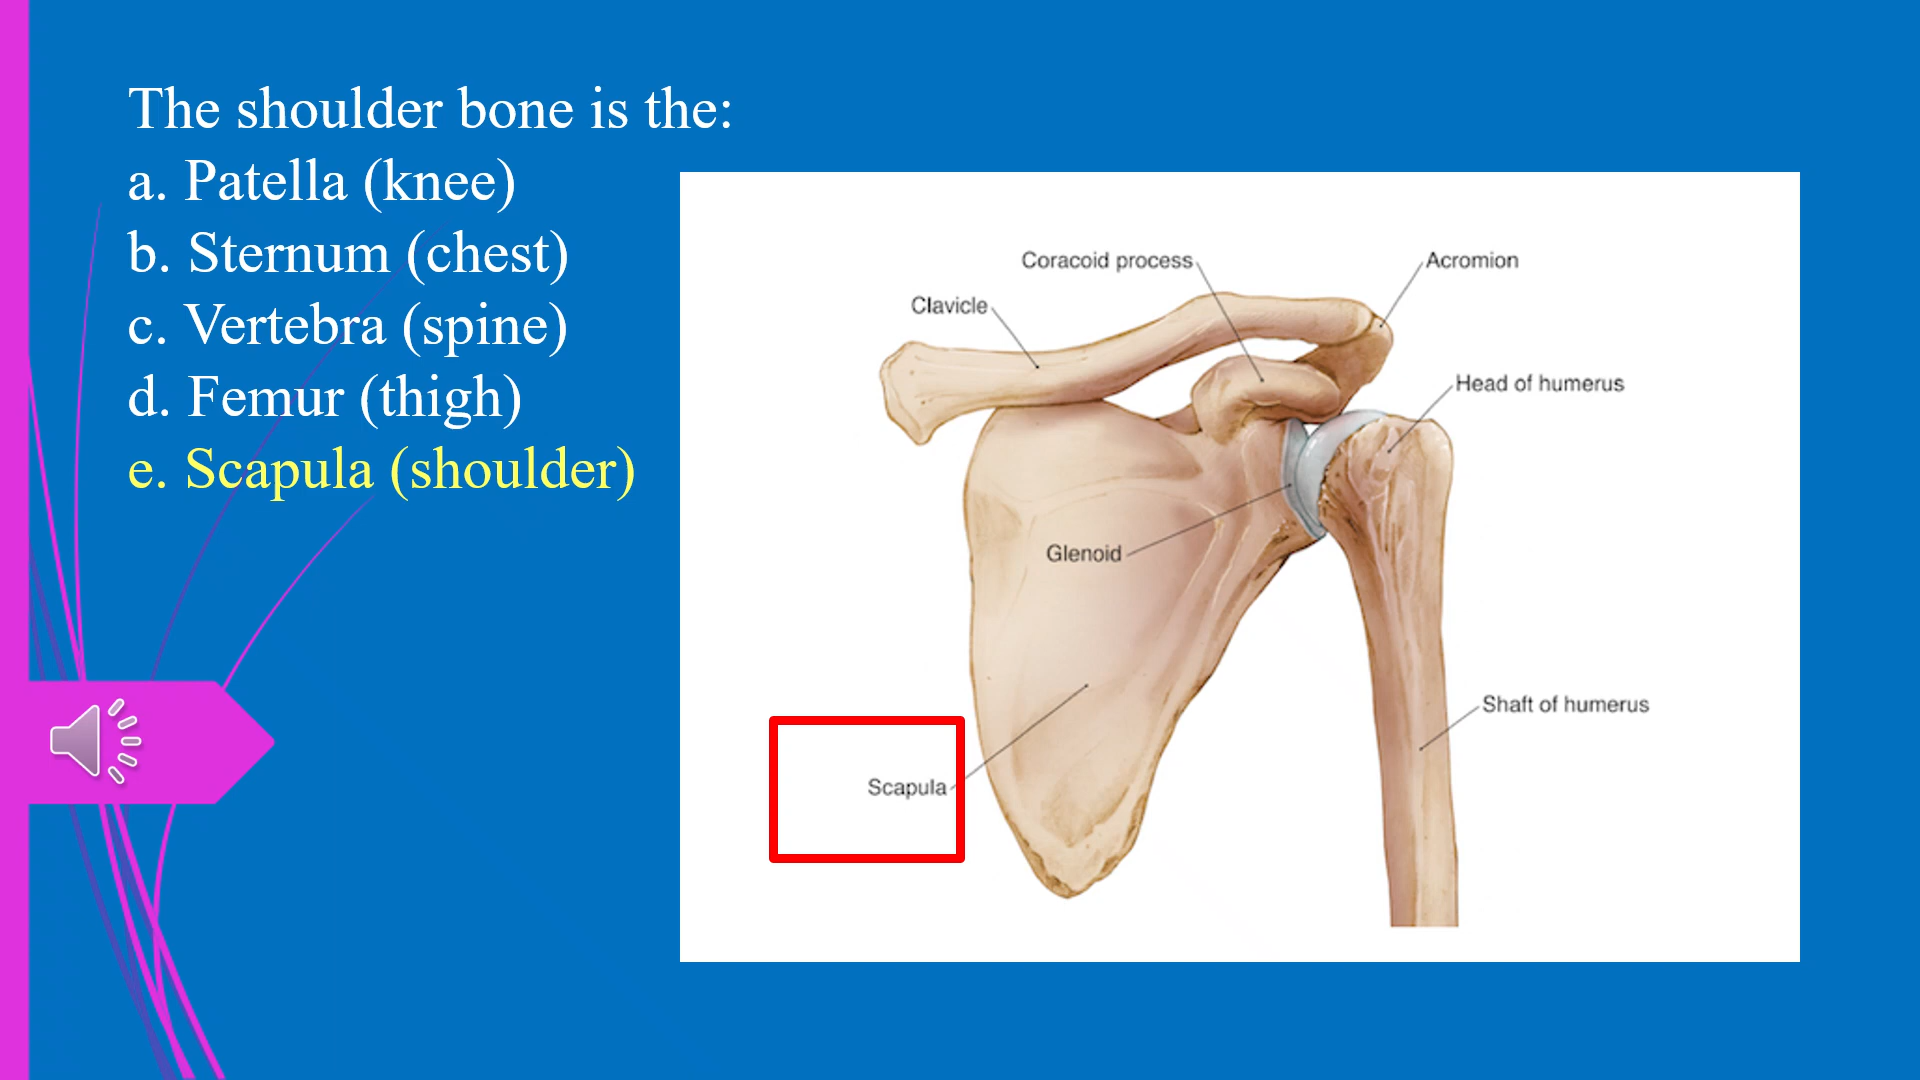 The shoulder bone is the:
a. Patella (knee)
b. Sternum (chest)
c. Vertebra (spine)
d. Femur (thigh)
e. Scapula (shoulder)
Coracoid process
Acromion
Clavicle
Head of humerus
Glenoid
Shaft of humerus
Scapula